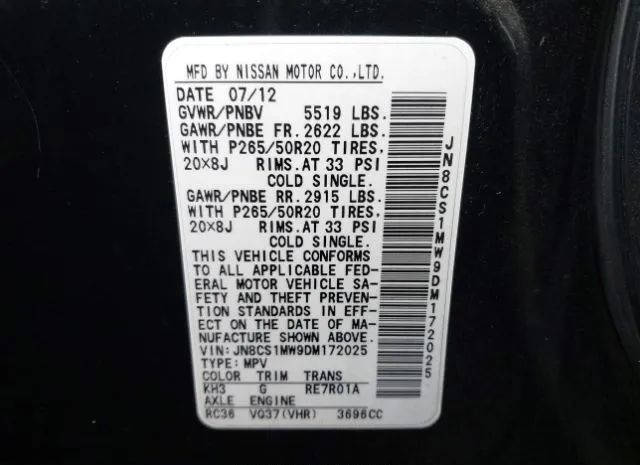 MFD BY NISSAN MOTOR CO.,LTD.
DATE 07/12
GVWR/PNBV 5519 LBS.
GAWR/PNBE FR.2622 LBS.
WITH P265/50R20 TIRES,
20X8J RIMS.AT 33 PSI
COLD SINGLE.
GAWR/PNBE RR.2915 LBS.
WITH P265/50R20 TIRES,
20X8J RIMS.AT 33 PSI
COLD SINGLE.
THIS VEHICLE CONFORMS
TO ALL APPLICABLE FED-
ERAL MOTOR VEHICLE SA-
FETY AND THEFT PREVEN-
TION STANDARDS IN EFF-
ECT ON THE DATE OF MA-
NUFACTURE SHOWN ABOVE.
VIN: JN8CS1MW9DM172025
TYPE: MPV
COLOR TRIM TRANS
KH3 G RE7R01A
AXLE ENGINE
RC36 VQ37(VHR) 3696CC
JN8CS1MW9DM172025